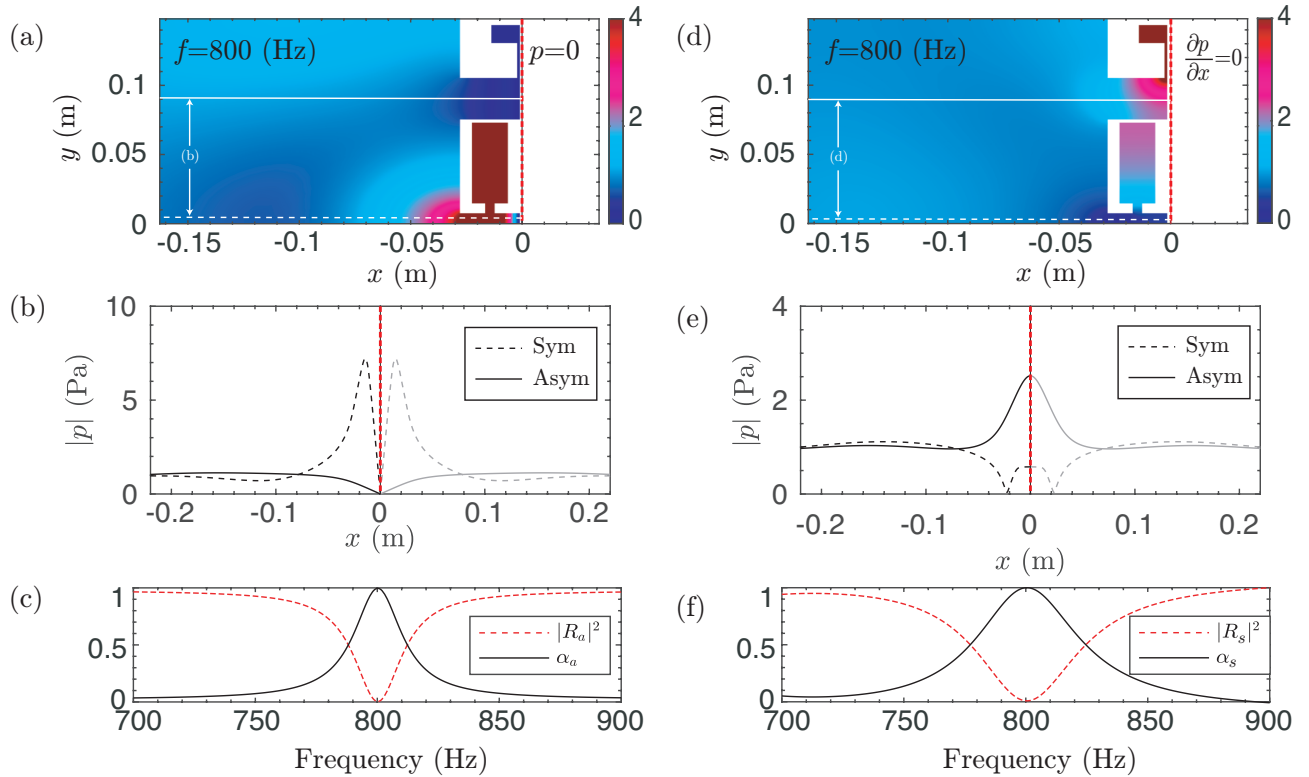 (a)
f=800 (Hz)
p=0
4
2
0
0.1
0.05
0
y (m)
(b)
-0.15
-0.1
-0.05
0
x (m)
(d)
f=800 (Hz)
∂p/∂x=0
4
2
0
0.1
0.05
0
y (m)
(d)
-0.15
-0.1
-0.05
0
x (m)
(b)
10
5
0
|p| (Pa)
Sym
Asym
-0.2
-0.1
0
0.1
0.2
x (m)
(e)
4
2
0
|p| (Pa)
Sym
Asym
-0.2
-0.1
0
0.1
0.2
x (m)
(c)
1
0.5
0
|R_a|²
α_a
700
750
800
850
900
Frequency (Hz)
(f)
1
0.5
0
|R_s|²
α_s
700
750
800
850
900
Frequency (Hz)